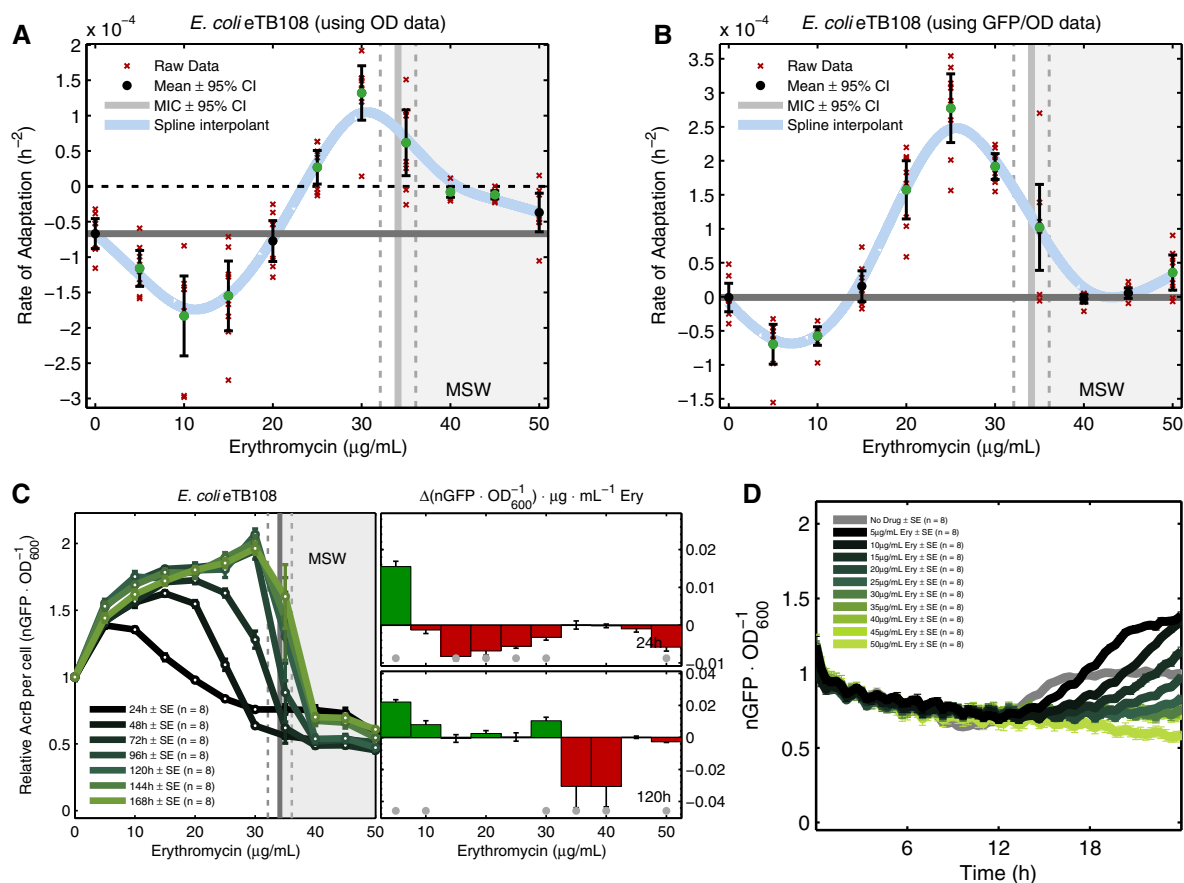 A
E. coli eTB108 (using OD data)
x 10⁻⁴
2
1.5
1
0.5
0
−0.5
−1
−1.5
−2
−2.5
−3
Rate of Adaptation (h⁻²)
× Raw Data
Mean ± 95% CI
MIC ± 95% CI
Spline interpolant
MSW
0 10 20 30 40 50
Erythromycin (μg/mL)
B
E. coli eTB108 (using GFP/OD data)
x 10⁻⁴
3.5
3
2.5
2
1.5
1
0.5
0
−0.5
−1
−1.5
Rate of Adaptation (h⁻²)
× Raw Data
Mean ± 95% CI
MIC ± 95% CI
Spline interpolant
MSW
0 10 20 30 40 50
Erythromycin (μg/mL)
C
E. coli eTB108
2
1.5
1
0.5
0
Relative AcrB per cell (nGFP · OD⁻¹₆₀₀)
MSW
24h ± SE (n = 8)
48h ± SE (n = 8)
72h ± SE (n = 8)
96h ± SE (n = 8)
120h ± SE (n = 8)
144h ± SE (n = 8)
168h ± SE (n = 8)
0 10 20 30 40 50
Erythromycin (μg/mL)
Δ(nGFP · OD⁻¹₆₀₀) · μg · mL⁻¹ Ery
0.02
0.01
0
−0.01
24h
0.04
0.02
0
−0.02
−0.04
120h
10 20 30 40 50
Erythromycin (μg/mL)
D
2
1.5
1
0.5
0
nGFP · OD⁻¹₆₀₀
No Drug ± SE (n = 8)
5μg/mL Ery ± SE (n = 8)
10μg/mL Ery ± SE (n = 8)
15μg/mL Ery ± SE (n = 8)
20μg/mL Ery ± SE (n = 8)
25μg/mL Ery ± SE (n = 8)
30μg/mL Ery ± SE (n = 8)
35μg/mL Ery ± SE (n = 8)
40μg/mL Ery ± SE (n = 8)
45μg/mL Ery ± SE (n = 8)
50μg/mL Ery ± SE (n = 8)
6 12 18
Time (h)